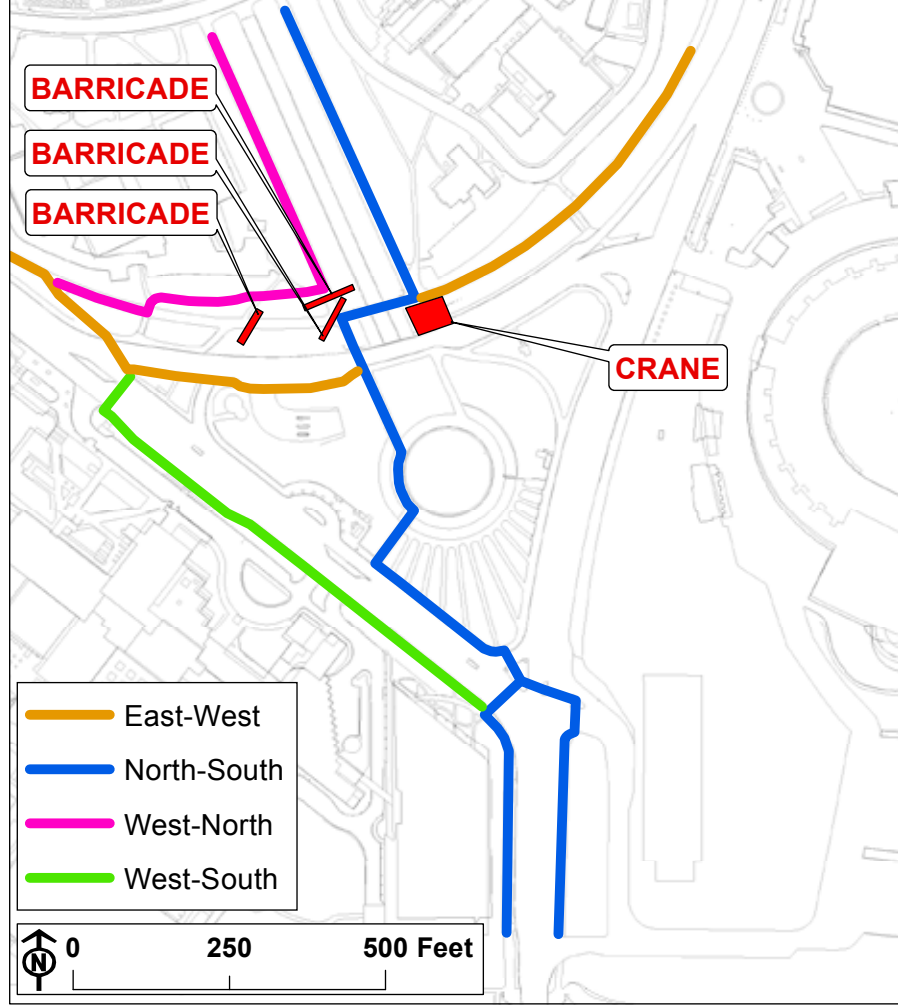 BARRICADE
BARRICADE
BARRICADE
CRANE
East-West
North-South
West-North
West-South
N
0 250 500 Feet